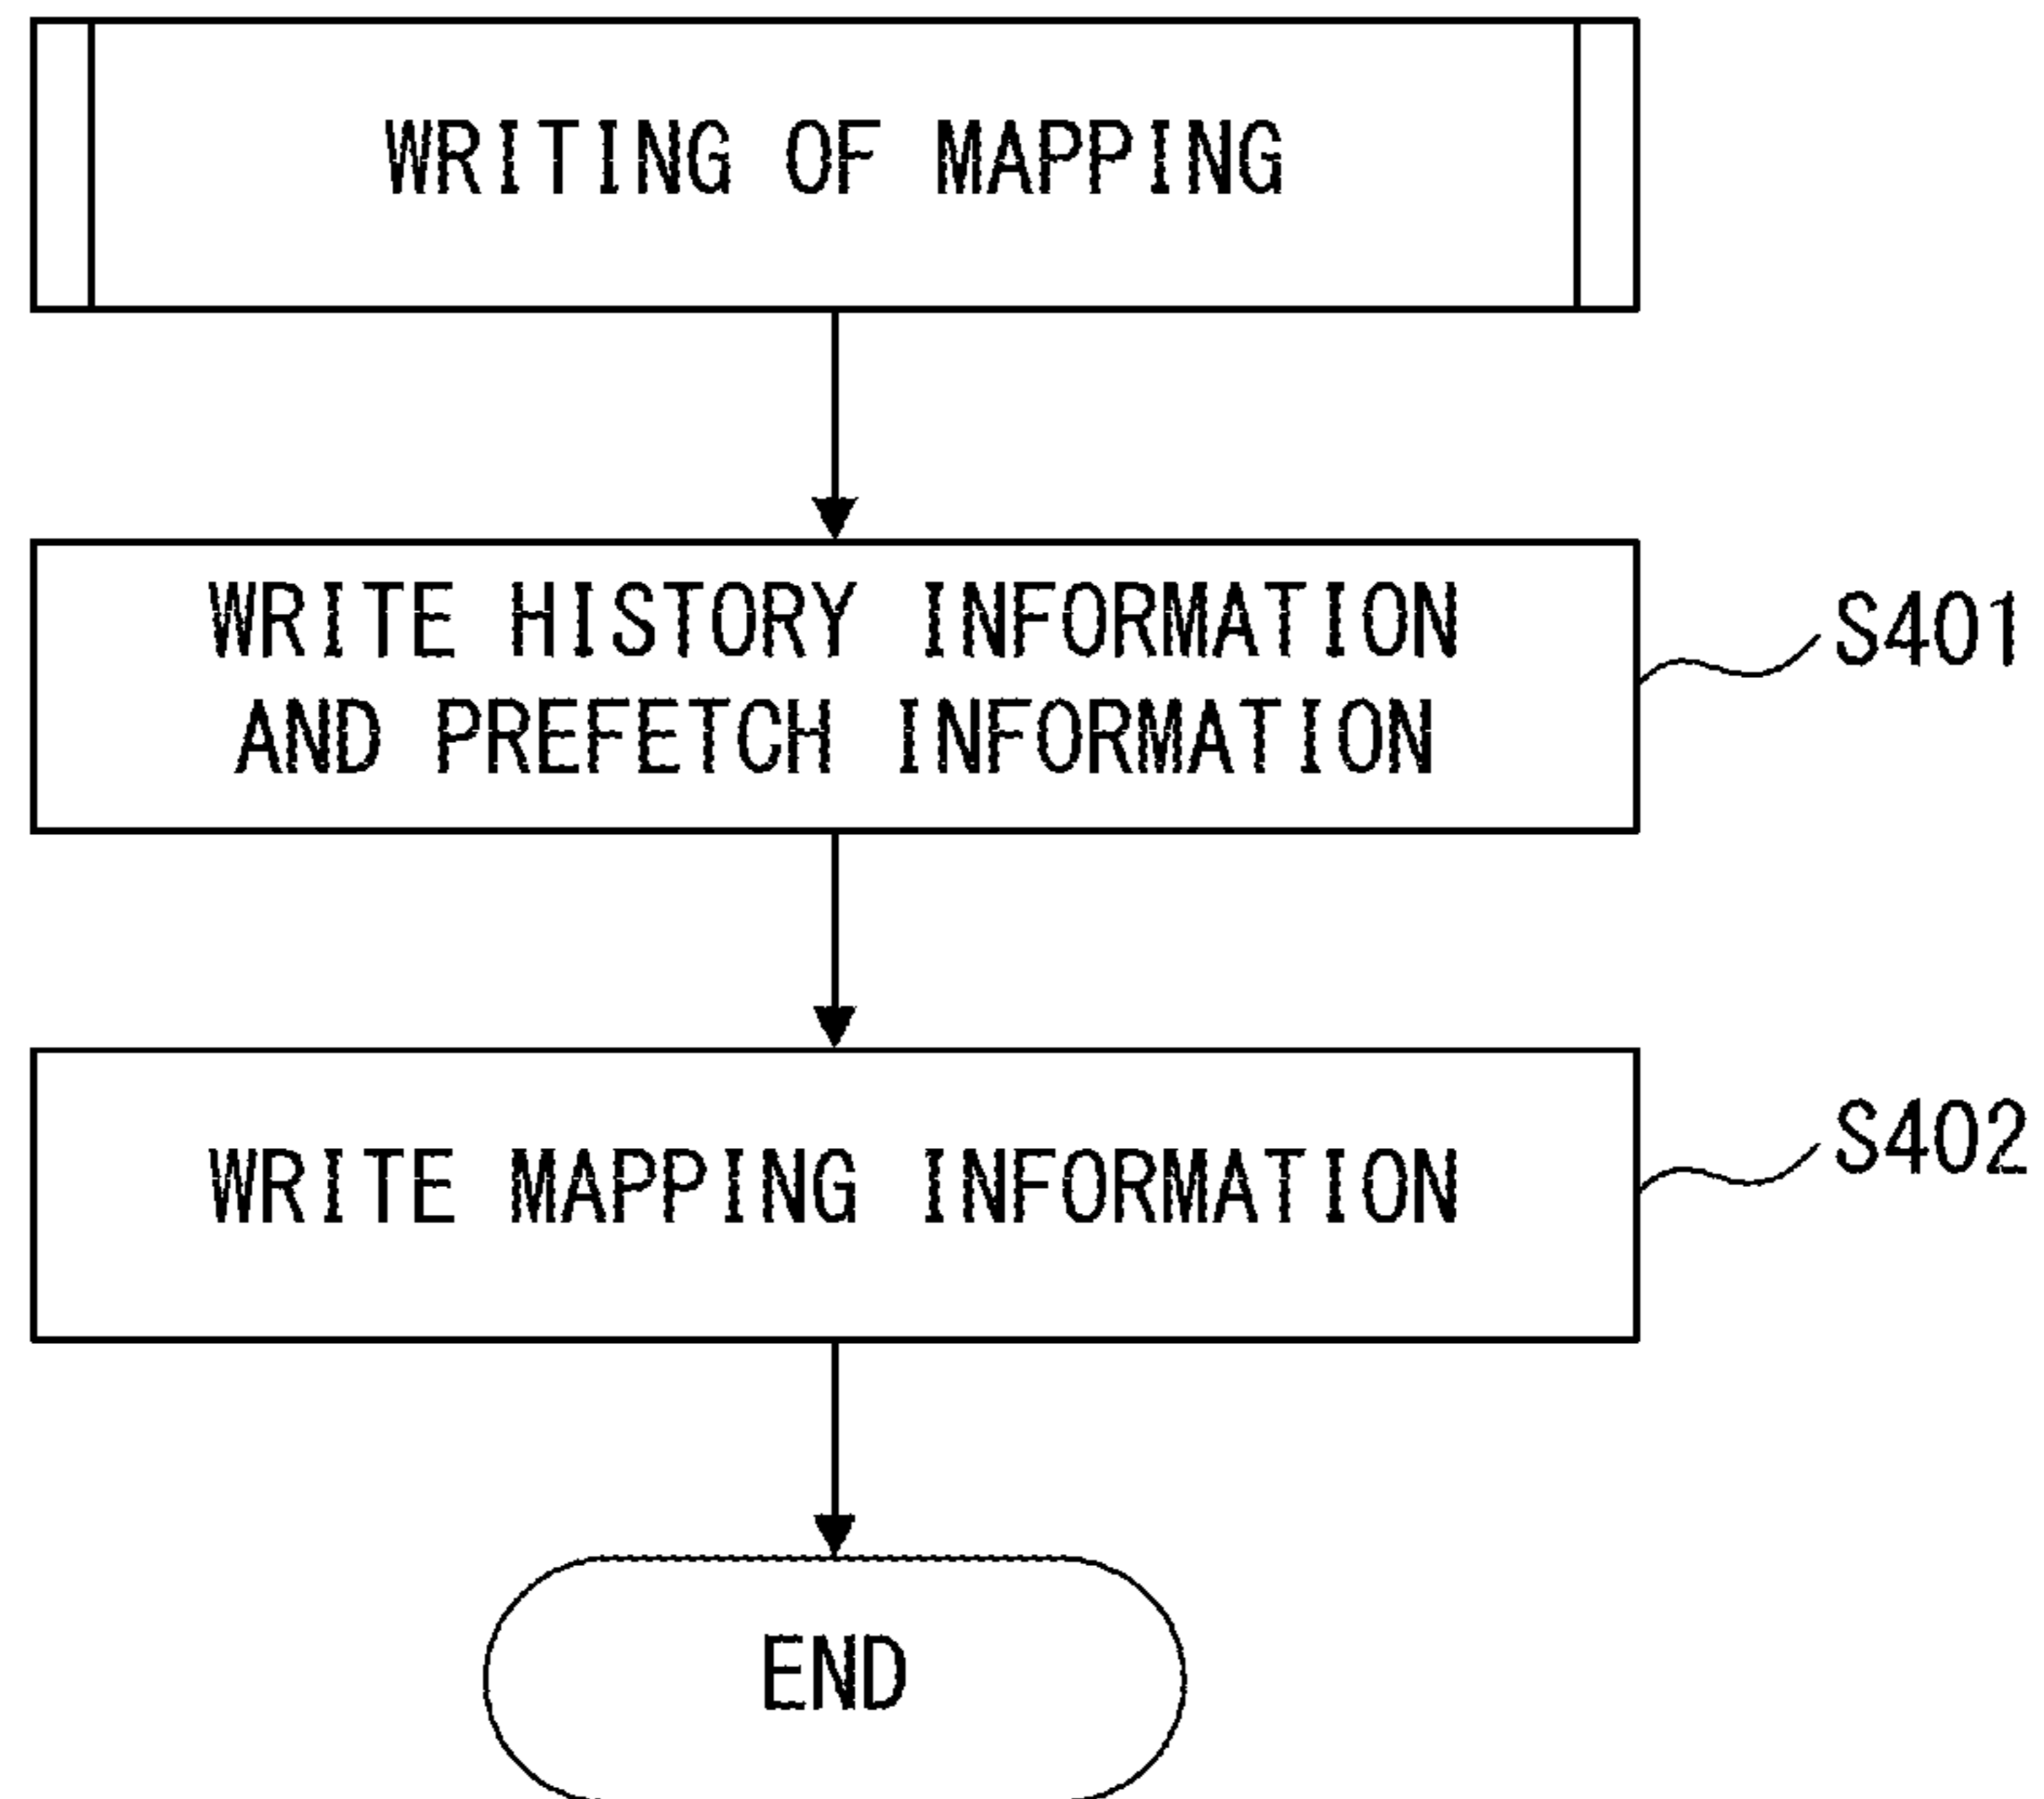 WRITING OF MAPPING
WRITE HISTORY INFORMATION
AND PREFETCH INFORMATION
S401
WRITE MAPPING INFORMATION
S402
END